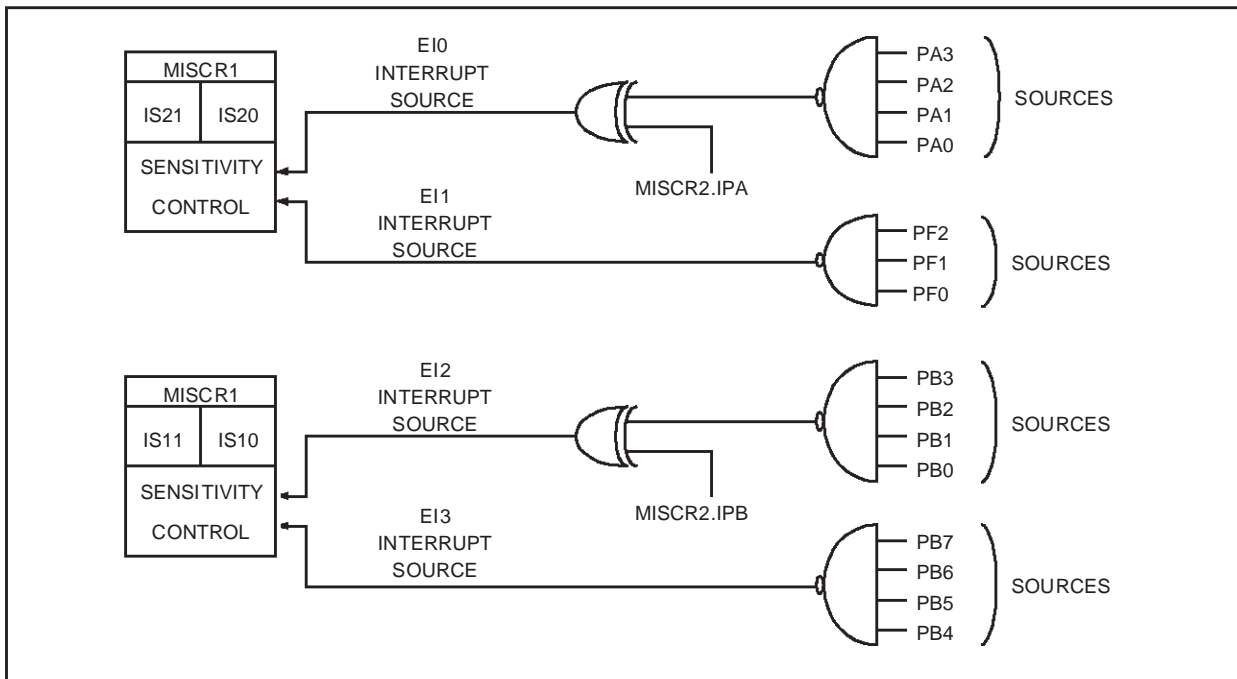 MISCR1
IS21 IS20
SENSITIVITY
CONTROL
EI0
INTERRUPT
SOURCE
MISCR2.IPA
PA3
PA2
PA1
PA0
SOURCES
EI1
INTERRUPT
SOURCE
PF2
PF1
PF0
SOURCES
MISCR1
IS11 IS10
SENSITIVITY
CONTROL
EI2
INTERRUPT
SOURCE
MISCR2.IPB
PB3
PB2
PB1
PB0
SOURCES
EI3
INTERRUPT
SOURCE
PB7
PB6
PB5
PB4
SOURCES